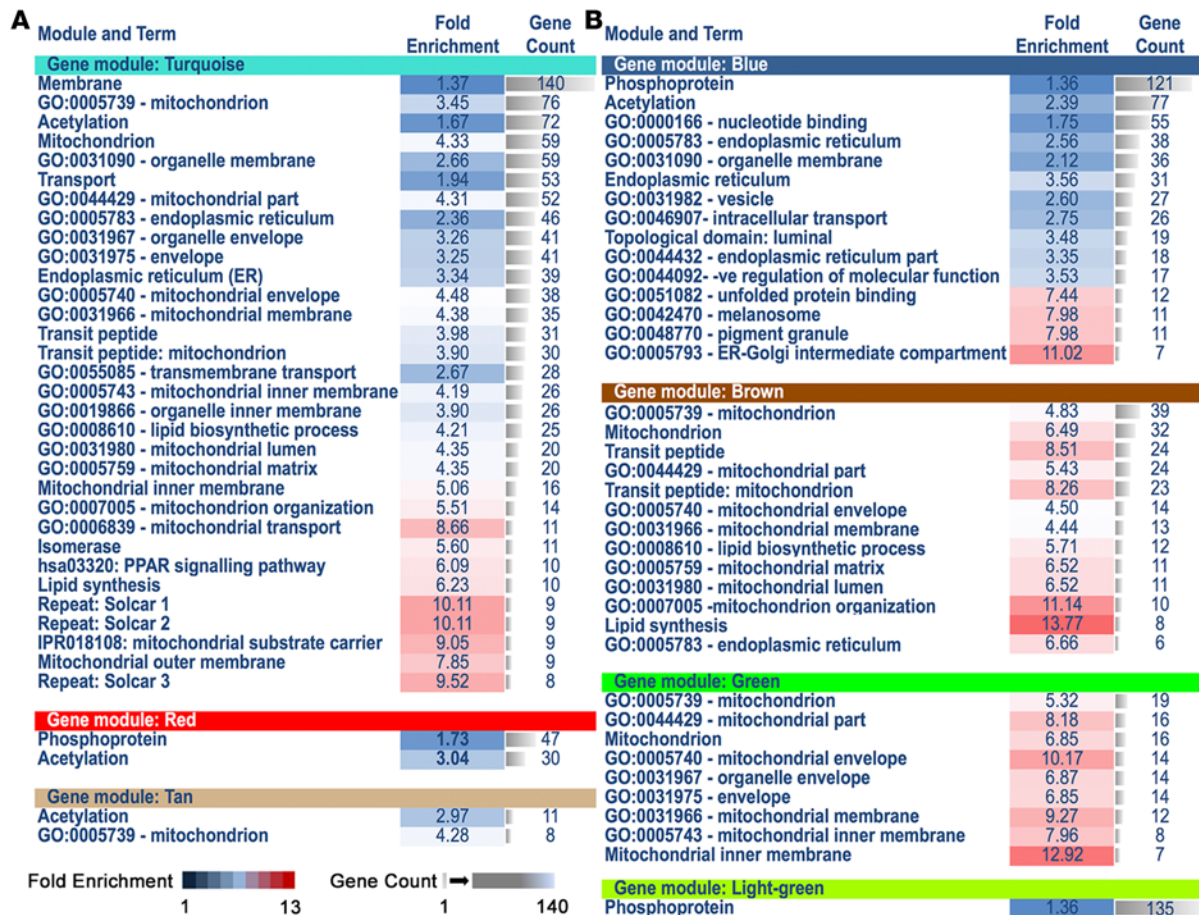 A
Module and Term Fold Enrichment Gene Count
Gene module: Turquoise
Membrane 1.37 140
GO:0005739 - mitochondrion 3.45 76
Acetylation 1.67 72
Mitochondrion 4.33 59
GO:0031090 - organelle membrane 2.66 59
Transport 1.94 53
GO:0044429 - mitochondrial part 4.31 52
GO:0005783 - endoplasmic reticulum 2.36 46
GO:0031967 - organelle envelope 3.26 41
GO:0031975 - envelope 3.25 41
Endoplasmic reticulum (ER) 3.34 39
GO:0005740 - mitochondrial envelope 4.48 38
GO:0031966 - mitochondrial membrane 4.38 35
Transit peptide 3.98 31
Transit peptide: mitochondrion 3.90 30
GO:0055085 - transmembrane transport 2.67 28
GO:0005743 - mitochondrial inner membrane 4.19 26
GO:0019866 - organelle inner membrane 3.90 26
GO:0008610 - lipid biosynthetic process 4.21 25
GO:0031980 - mitochondrial lumen 4.35 20
GO:0005759 - mitochondrial matrix 4.35 20
Mitochondrial inner membrane 5.06 16
GO:0007005 - mitochondrion organization 5.51 14
GO:0006839 - mitochondrial transport 8.66 11
Isomerase 5.60 11
hsa03320: PPAR signalling pathway 6.09 10
Lipid synthesis 6.23 10
Repeat: Solcar 1 10.11 9
Repeat: Solcar 2 10.11 9
IPR018108: mitochondrial substrate carrier 9.05 9
Mitochondrial outer membrane 7.85 9
Repeat: Solcar 3 9.52 8
Gene module: Red
Phosphoprotein 1.73 47
Acetylation 3.04 30
Gene module: Tan
Acetylation 2.97 11
GO:0005739 - mitochondrion 4.28 8
Fold Enrichment 1 13
Gene Count 1 140
B
Module and Term Fold Enrichment Gene Count
Gene module: Blue
Phosphoprotein 1.36 121
Acetylation 2.39 77
GO:0000166 - nucleotide binding 1.75 55
GO:0005783 - endoplasmic reticulum 2.56 38
GO:0031090 - organelle membrane 2.12 36
Endoplasmic reticulum 3.56 31
GO:0031982 - vesicle 2.60 27
GO:0046907- intracellular transport 2.75 26
Topological domain: luminal 3.48 19
GO:0044432 - endoplasmic reticulum part 3.35 18
GO:0044092- -ve regulation of molecular function 3.53 17
GO:0051082 - unfolded protein binding 7.44 12
GO:0042470 - melanosome 7.98 11
GO:0048770 - pigment granule 7.98 11
GO:0005793 - ER-Golgi intermediate compartment 11.02 7
Gene module: Brown
GO:0005739 - mitochondrion 4.83 39
Mitochondrion 6.49 32
Transit peptide 8.51 24
GO:0044429 - mitochondrial part 5.43 24
Transit peptide: mitochondrion 8.26 23
GO:0005740 - mitochondrial envelope 4.50 14
GO:0031966 - mitochondrial membrane 4.44 13
GO:0008610 - lipid biosynthetic process 5.71 12
GO:0005759 - mitochondrial matrix 6.52 11
GO:0031980 - mitochondrial lumen 6.52 11
GO:0007005 -mitochondrion organization 11.14 10
Lipid synthesis 13.77 8
GO:0005783 - endoplasmic reticulum 6.66 6
Gene module: Green
GO:0005739 - mitochondrion 5.32 19
GO:0044429 - mitochondrial part 8.18 16
Mitochondrion 6.85 16
GO:0005740 - mitochondrial envelope 10.17 14
GO:0031967 - organelle envelope 6.87 14
GO:0031975 - envelope 6.85 14
GO:0031966 - mitochondrial membrane 9.27 12
GO:0005743 - mitochondrial inner membrane 7.96 8
Mitochondrial inner membrane 12.92 7
Gene module: Light-green
Phosphoprotein 1.36 135